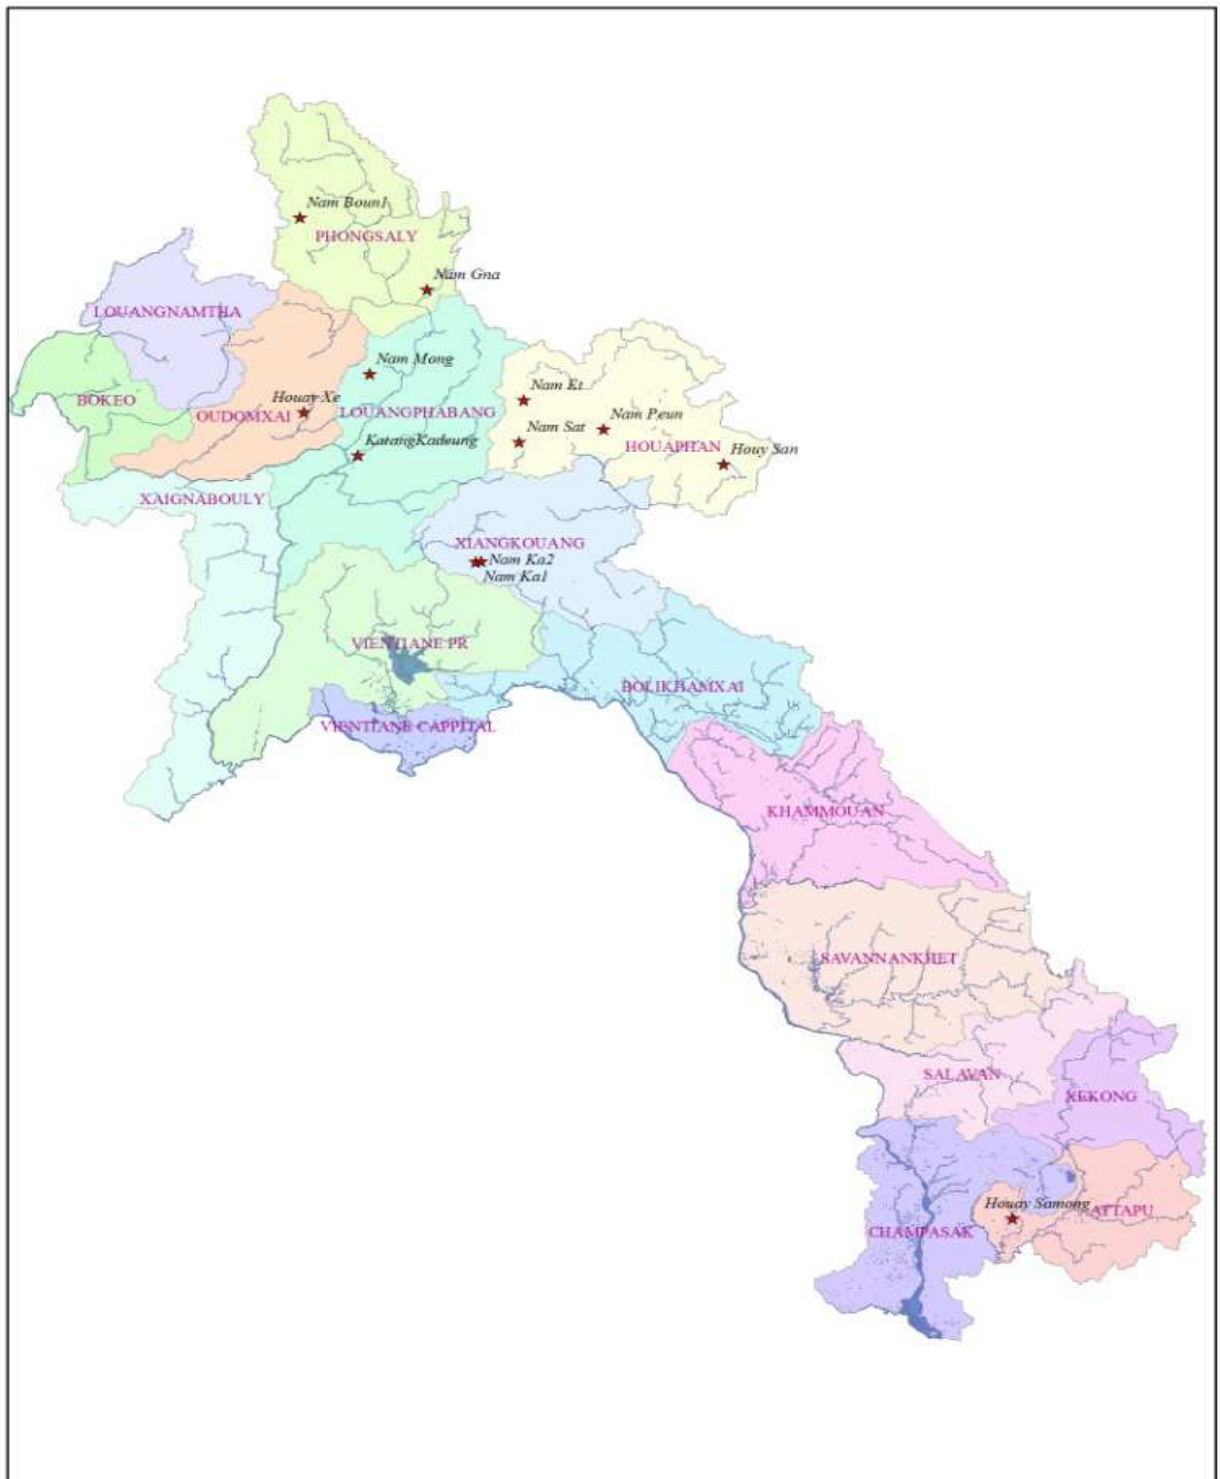 Nam Boun1
PHONGSALY
Nam Gna
LOUANGNAMTHA
Nam Mong
Nam Kt
BOKEO
Houay Xe
OUDOMXAI
LOUANGPHABANG
Nam Sat
Nam Peun
KatangKadeung
HOUAPHAN
Houy San
XAIGNABOULY
XIANGKOUANG
Nam Ka2
Nam Ka1
VIENTIANE PR
BOLIKHAMXAI
VIENTIANE CAPPITAL
KHAMMOUAN
SAVANNANKHET
SALAVAN
XEKONG
Houay Samong
ATTAPU
CHAMPASAK